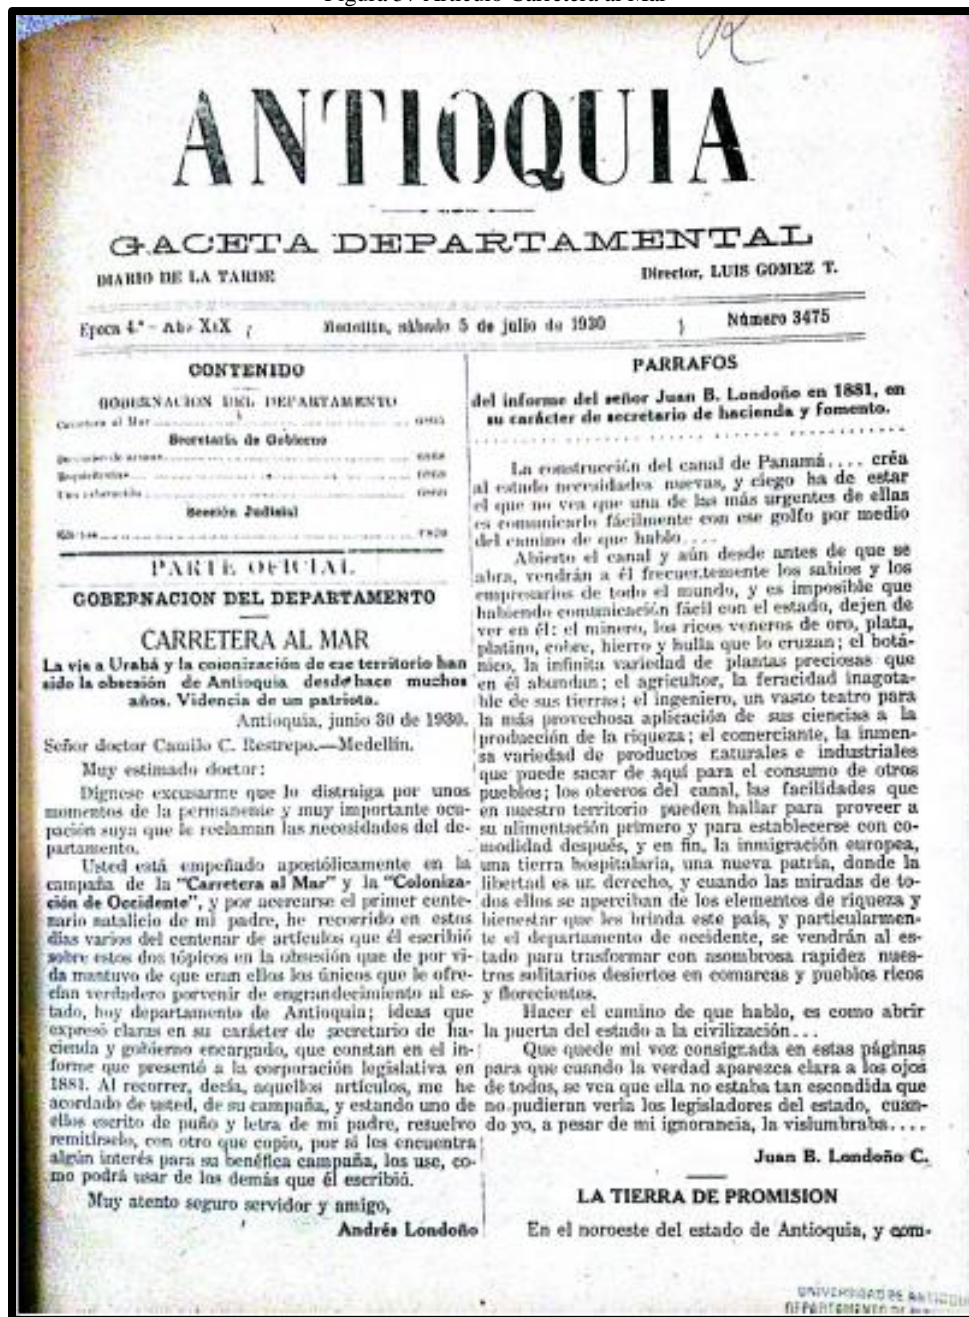 Artículo Carretera al Mar
ANTIOQUIA
GACETA DEPARTAMENTAL
DIARIO DE LA TARDE
Director, LUIS GOMEZ T.
Epoca 4.ª - Año XIX
Medellín, sábado 5 de julio de 1930
Número 3475
CONTENIDO
GOBERNACION DEL DEPARTAMENTO
Carretera al Mar
Secretaría de Gobierno
Sección Judicial
PARTE OFICIAL
GOBERNACION DEL DEPARTAMENTO
CARRETERA AL MAR
La vía a Urabá y la colonización de ese territorio han
sido la obsesión de Antioquia desde hace muchos
años. Videncia de un patriota.
Antioquia, junio 30 de 1930.
Señor doctor Camilo C. Restrepo.—Medellín.
Muy estimado doctor:
Dígnese excusarme que lo distraiga por unos
momentos de la permanente y muy importante ocu-
pación suya que le reclaman las necesidades del de-
partamento.
Usted está empeñado apostólicamente en la
campaña de la "Carretera al Mar" y la "Coloniza-
ción de Occidente", y por acercarse el primer cente-
nario natalicio de mi padre, he recorrido en estos
días varios del centenar de artículos que él escribió
sobre estos dos tópicos en la obsesión que de por vi-
da mantuvo de que eran ellos los únicos que le ofre-
cían verdadero porvenir de engrandecimiento al es-
tado, hoy departamento de Antioquia; ideas que
expresó claras en su carácter de secretario de ha-
cienda y gobierno encargado, que constan en el in-
forme que presentó a la corporación legislativa en
1881. Al recorrer, decía, aquellos artículos, me he
acordado de usted, de su campaña, y estando uno de
ellos escrito de puño y letra de mi padre, resuelvo
remitírselo, con otro que copio, por si les encuentra
algún interés para su benéfica campaña, los use, co-
mo podrá usar de los demás que él escribió.
Muy atento seguro servidor y amigo,
Andrés Londoño
PARRAFOS
del informe del señor Juan B. Londoño en 1881, en
su carácter de secretario de hacienda y fomento.
La construcción del canal de Panamá.... créa
al estado necesidades nuevas, y ciego ha de estar
el que no vea que una de las más urgentes de ellas
es comunicarlo fácilmente con ese golfo por medio
del camino de que hablo....
Abierto el canal y aún desde antes de que se
abra, vendrán a él frecuentemente los sabios y los
empresarios de todo el mundo, y es imposible que
habiendo comunicación fácil con el estado, dejen de
ver en él: el minero, los ricos veneros de oro, plata,
platino, cobre, hierro y hulla que lo cruzan; el botá-
nico, la infinita variedad de plantas preciosas que
en él abundan; el agricultor, la feracidad inagota-
ble de sus tierras; el ingeniero, un vasto teatro para
la más provechosa aplicación de sus ciencias a la
producción de la riqueza; el comerciante, la inmen-
sa variedad de productos naturales e industriales
que puede sacar de aquí para el consumo de otros
pueblos; los obreros del canal, las facilidades que
en nuestro territorio pueden hallar para proveer a
su alimentación primero y para establecerse con co-
modidad después, y en fin, la inmigración europea,
una tierra hospitalaria, una nueva patria, donde la
libertad es un derecho, y cuando las miradas de to-
dos ellos se aperciban de los elementos de riqueza y
bienestar que les brinda este país, y particularmen-
te el departamento de occidente, se vendrán al es-
tado para trasformar con asombrosa rapidez nues-
tros solitarios desiertos en comarcas y pueblos ricos
y florecientes.
Hacer el camino de que hablo, es como abrir
la puerta del estado a la civilización...
Que quede mi voz consignada en estas páginas
para que cuando la verdad aparezca clara a los ojos
de todos, se vea que ella no estaba tan escondida que
no pudieran verla los legisladores del estado, cuan-
do yo, a pesar de mi ignorancia, la vislumbraba....
Juan B. Londoño C.
LA TIERRA DE PROMISION
En el noroeste del estado de Antioquia, y com-
UNIVERSIDAD DE ANTIOQUIA
DEPARTAMENTO DE